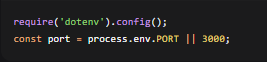 require('dotenv').config();
const port = process.env.PORT || 3000;